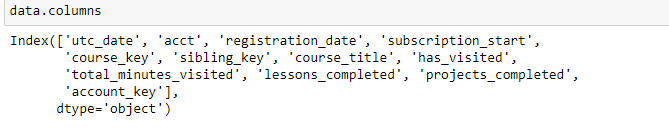 data.columns
Index(['utc_date', 'acct', 'registration_date', 'subscription_start',
'course_key', 'sibling_key', 'course_title', 'has_visited',
'total_minutes_visited', 'lessons_completed', 'projects_completed',
'account_key'],
dtype='object')